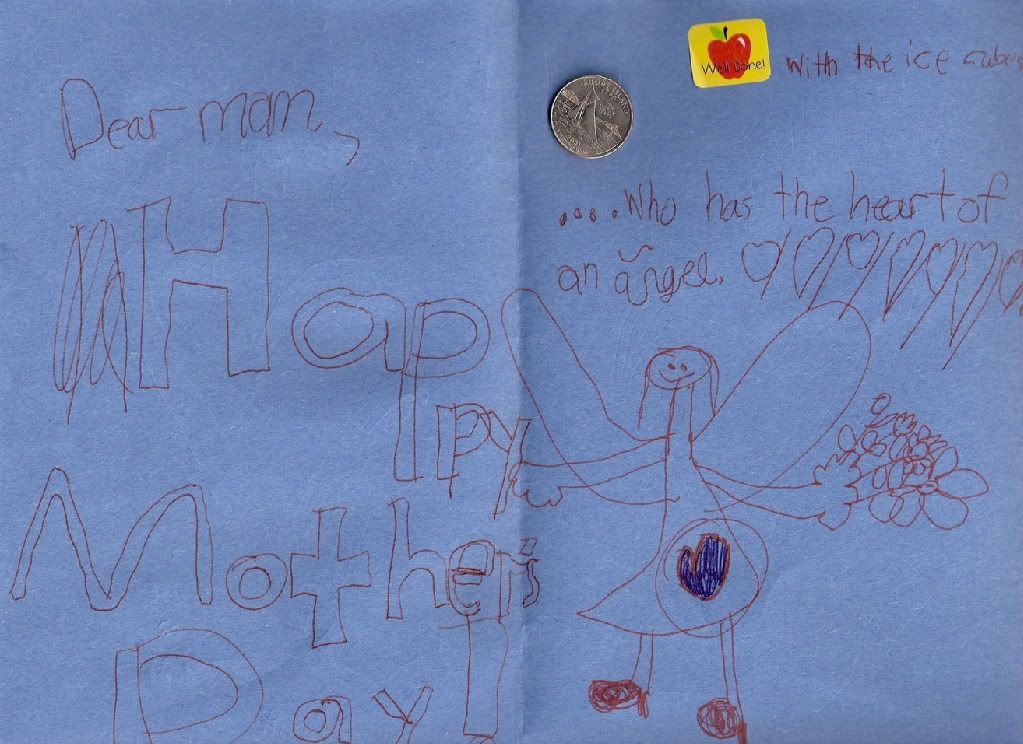 Dear mom,
Happy
Mother's
Day!
Well Done! with the ice cubes
....Who has the heart of
an angel.